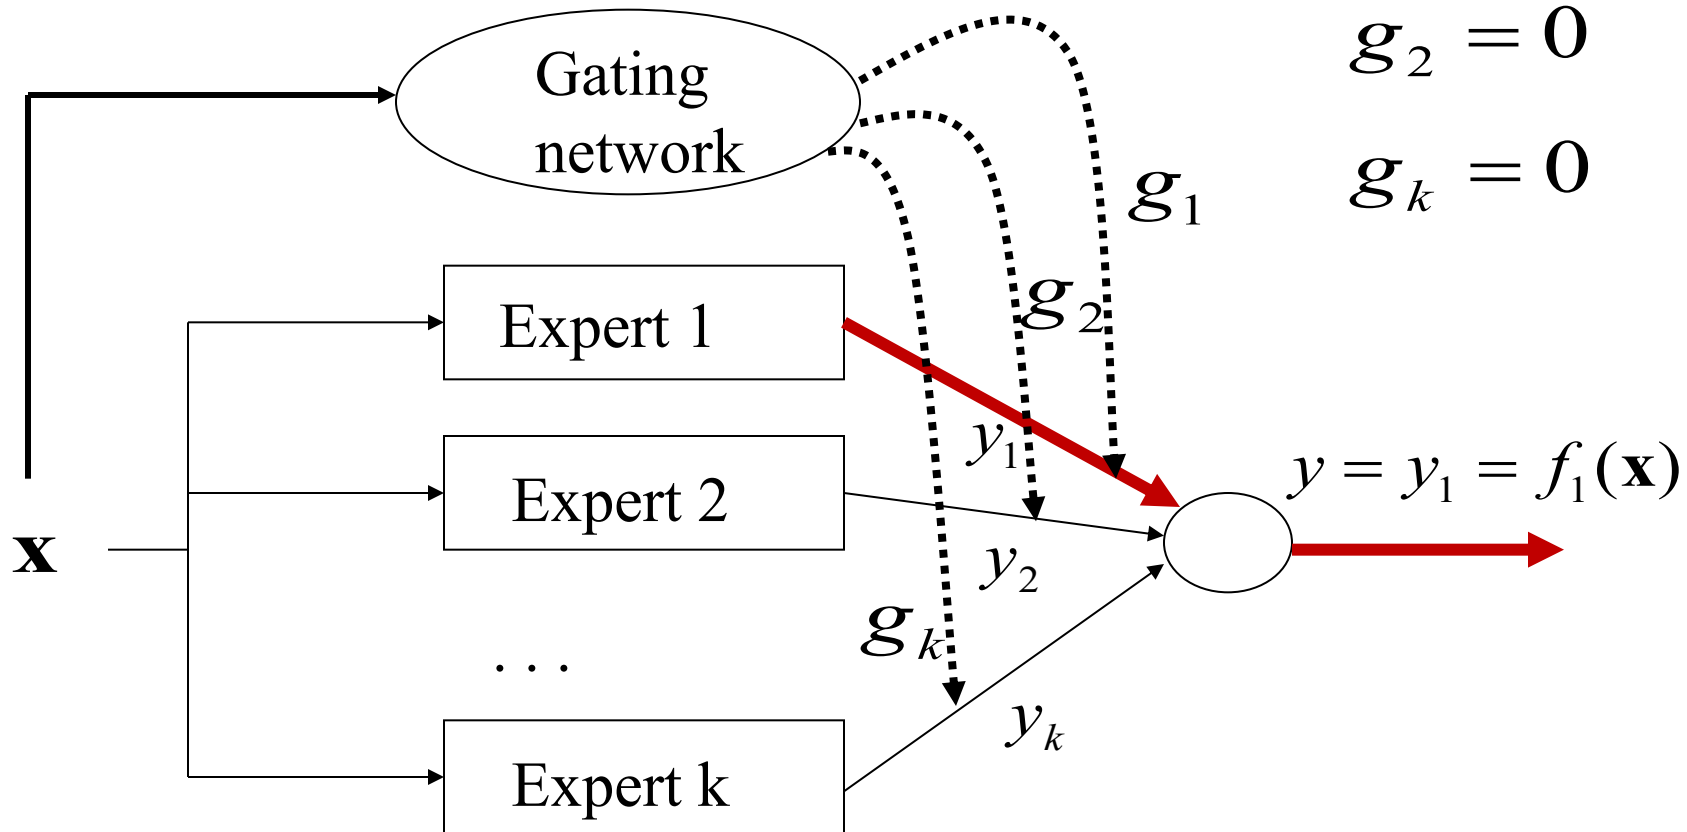 Gating
network
g₂ = 0
gₖ = 0
g₁
g₂
Expert 1
y₁
y = y₁ = f₁(x)
Expert 2
x
y₂
gₖ
. . .
yₖ
Expert k